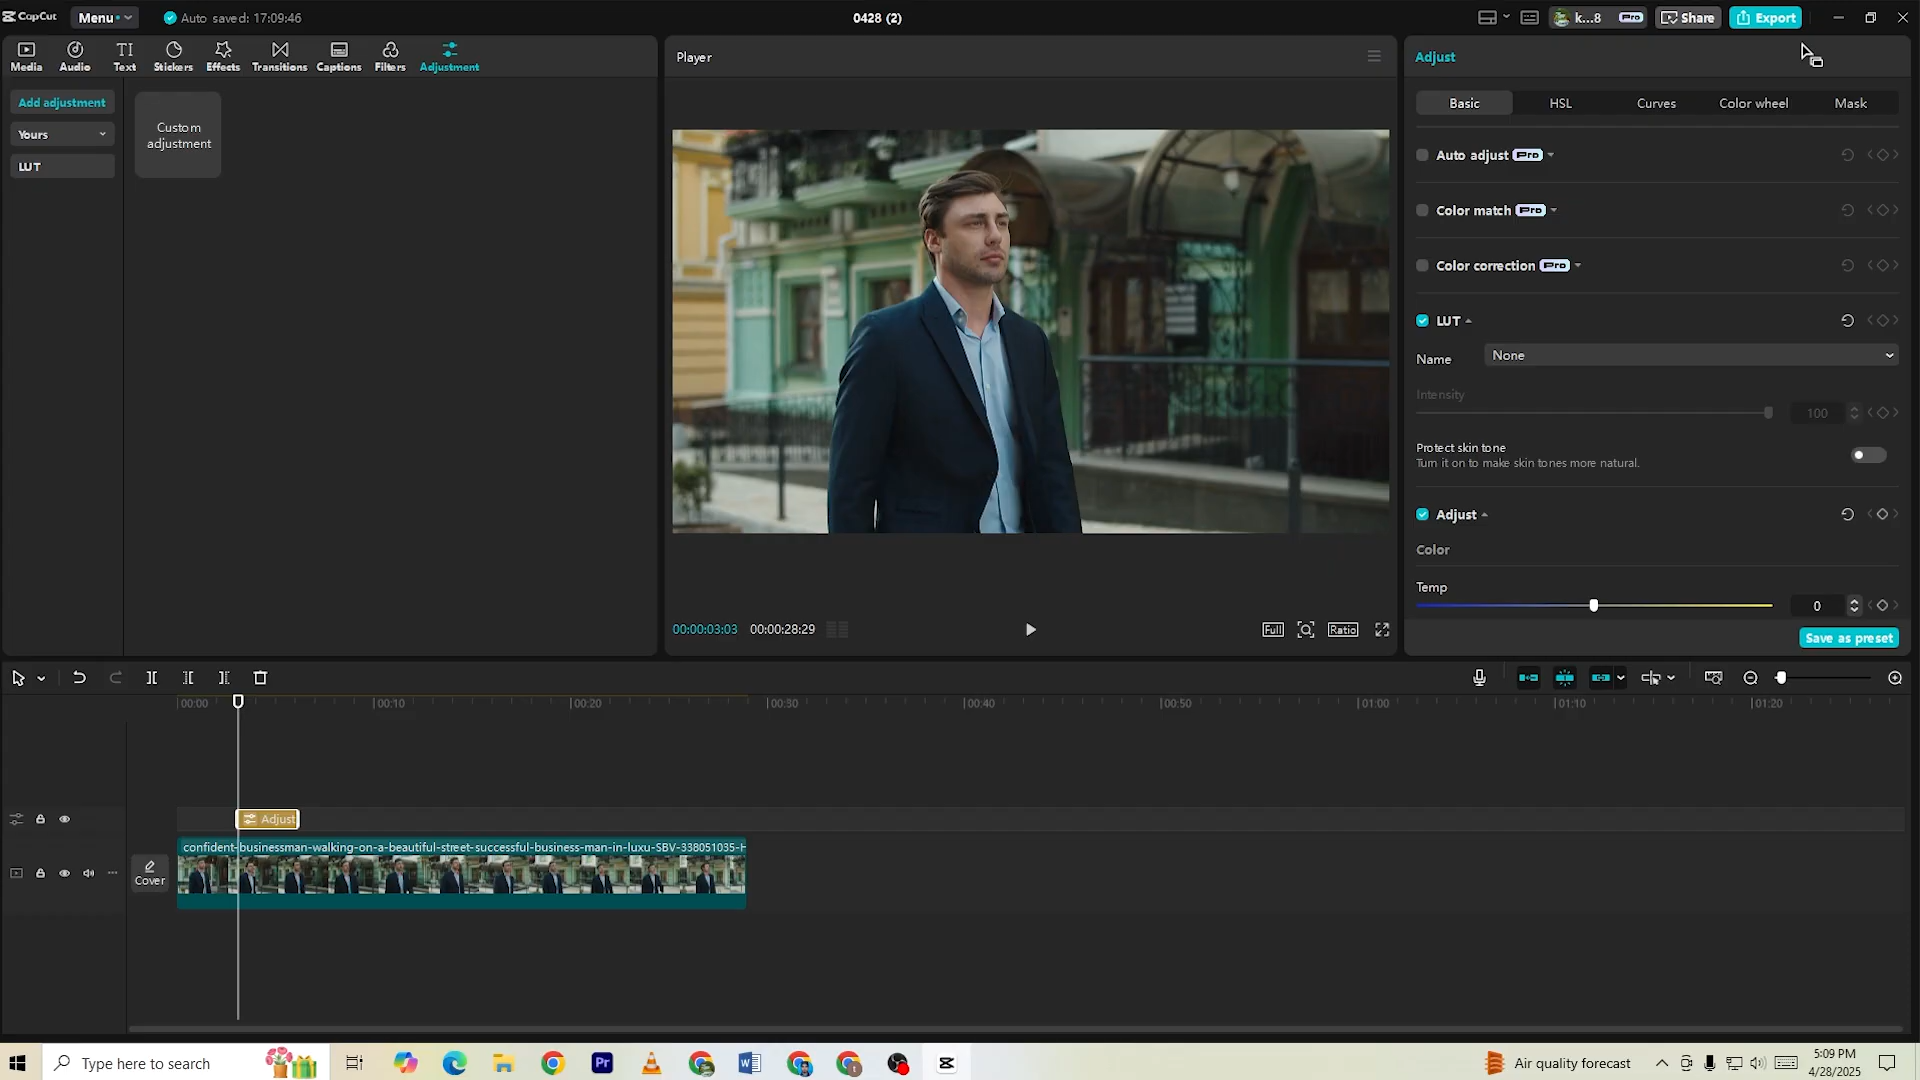 CapCut
Menu
Auto saved: 17:09:46
0428 (2)
k...8
Pro
Share
Export
Media
Audio
Text
Stickers
Effects
Transitions
Captions
Filters
Adjustment
Add adjustment
Yours
LUT
Custom
adjustment
Player
00:00:03:03
00:00:28:29
Full
Ratio
Adjust
Basic
HSL
Curves
Color wheel
Mask
Auto adjust
Pro
Color match
Pro
Color correction
Pro
LUT
Name
None
Intensity
100
Protect skin tone
Turn it on to make skin tones more natural.
Adjust
Color
Temp
0
Save as preset
00:00
00:10
00:20
00:30
00:40
00:50
01:00
01:10
01:20
Adjust
Cover
confident-businessman-walking-on-a-beautiful-street-successful-business-man-in-luxu-SBV-338051035-H
Type here to search
Pr
Air quality forecast
5:09 PM
4/28/2025